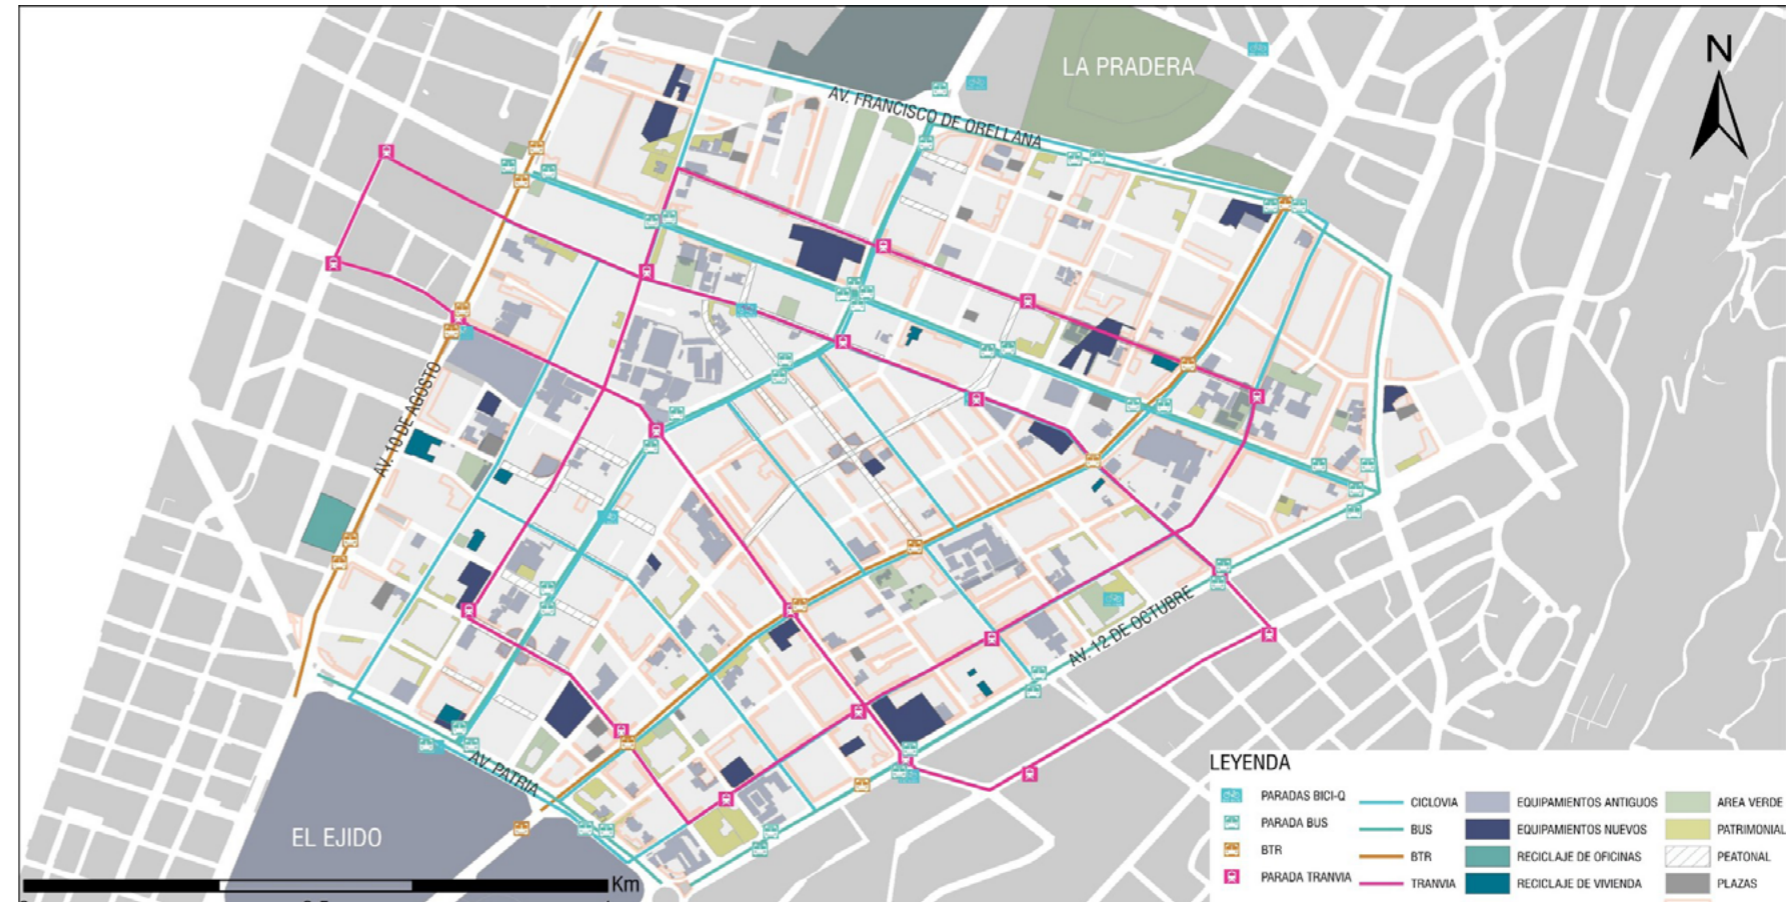 N
LA PRADERA
AV. FRANCISCO DE ORELLANA
AV. 10 DE AGOSTO
AV. 12 DE OCTUBRE
AV. PATRIA
EL EJIDO
Km
LEYENDA
PARADAS BICI-Q
PARADA BUS
BTR
PARADA TRANVIA
CICLOVIA
BUS
BTR
TRANVIA
EQUIPAMIENTOS ANTIGUOS
EQUIPAMIENTOS NUEVOS
RECICLAJE DE OFICINAS
RECICLAJE DE VIVIENDA
AREA VERDE
PATRIMONIAL
PEATONAL
PLAZAS